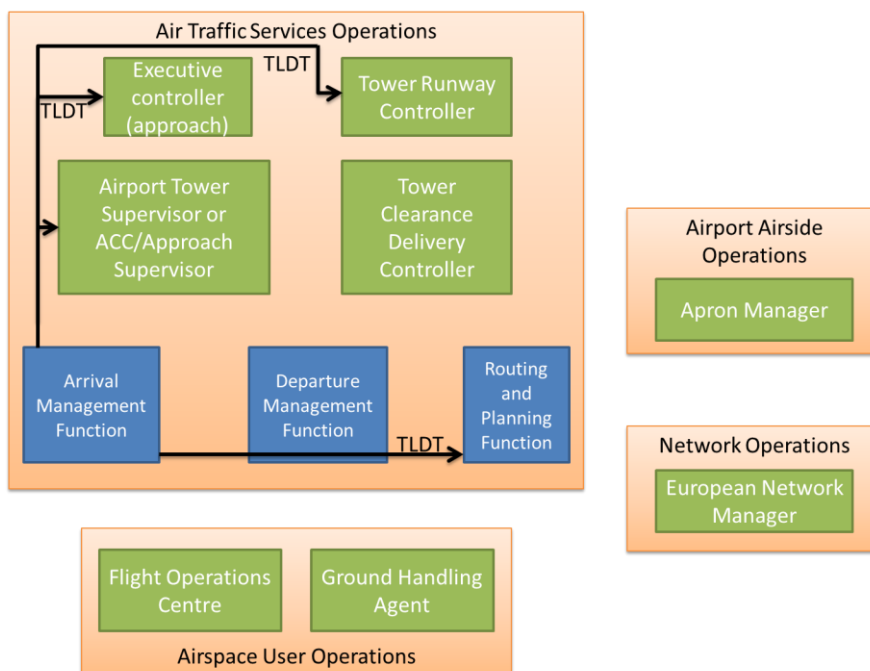 Air Traffic Services Operations
TLDT
Executive
controller
(approach)
TLDT
Tower Runway
Controller
Airport Tower
Supervisor or
ACC/Approach
Supervisor
Tower
Clearance
Delivery
Controller
Arrival
Management
Function
Departure
Management
Function
TLDT
Routing
and
Planning
Function
Airport Airside
Operations
Apron Manager
Network Operations
European Network
Manager
Flight Operations
Centre
Ground Handling
Agent
Airspace User Operations